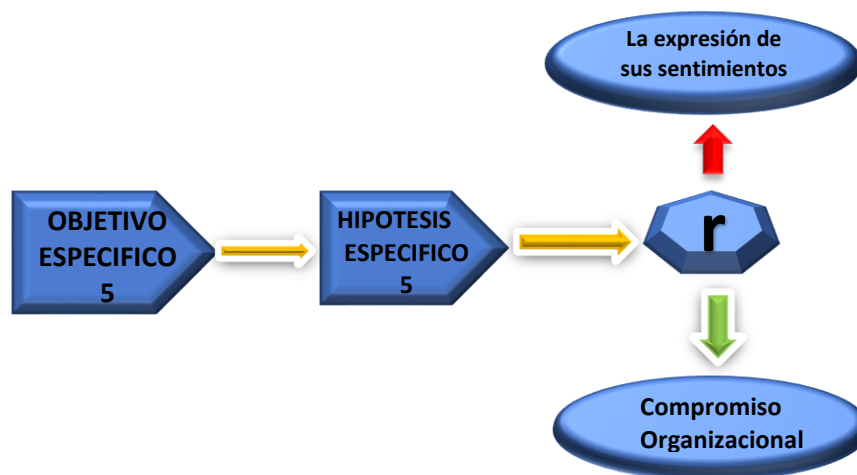 La expresión de
sus sentimientos
OBJETIVO
ESPECIFICO
5
HIPOTESIS
ESPECIFICO
5
r
Compromiso
Organizacional